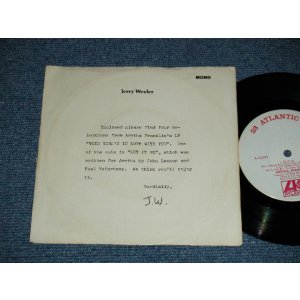 Jerry Wexler
MONO
Enclosed please find four se-
lections from Aretha Franklin's LP
"THIS GIRL'S IN LOVE WITH YOU". One
of the cuts is "LET IT BE", which was
written for Aretha by John Lennon and
Paul McCartney. We think you'll enjoy
it.
Cordially,
J.W.
33 ATLANTIC